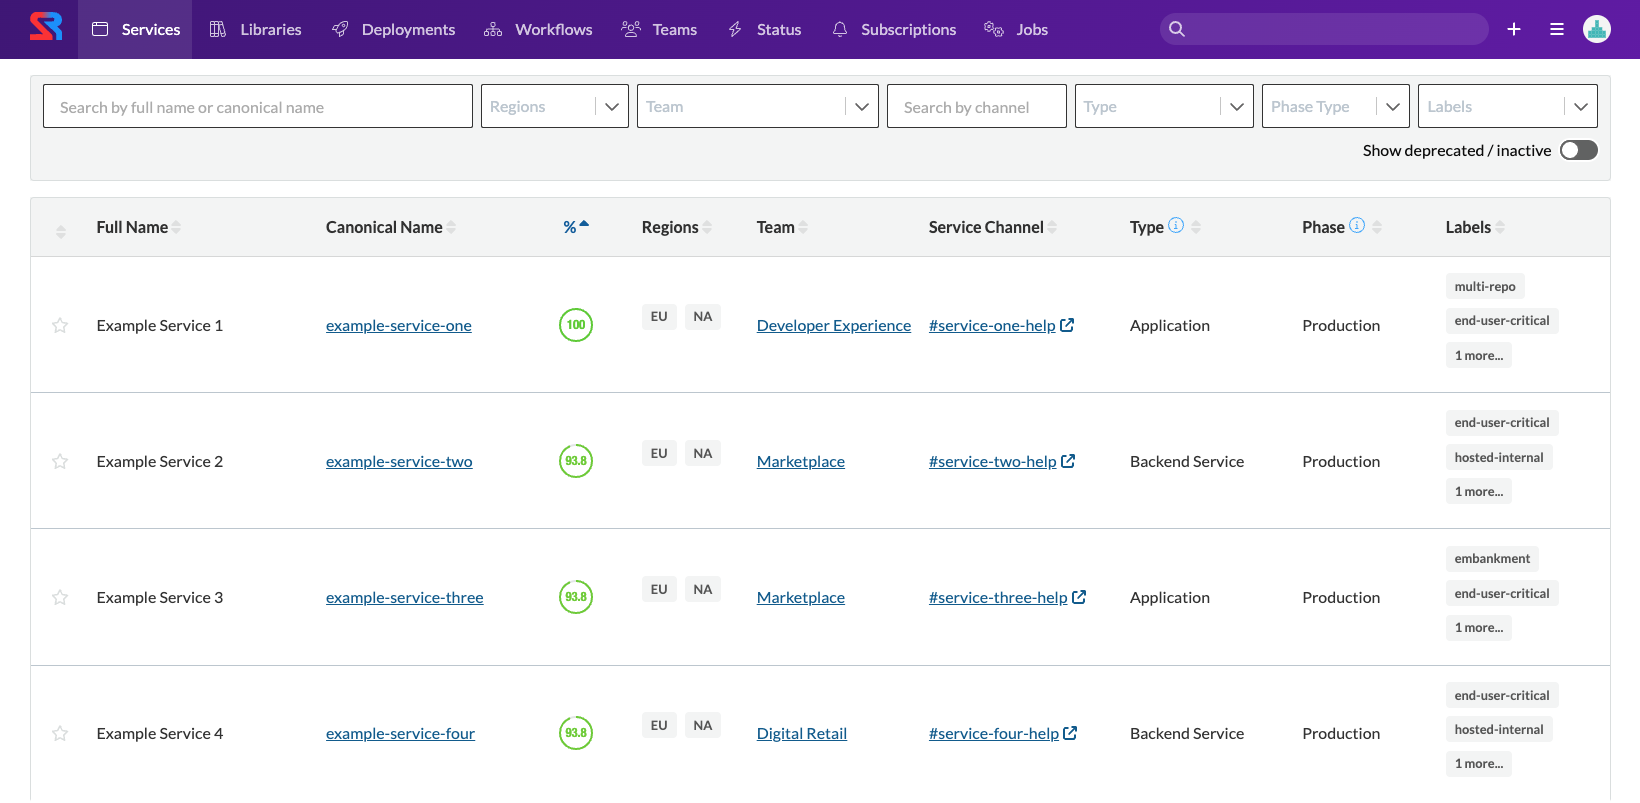 Services Libraries Deployments Workflows Teams Status Subscriptions Jobs
Search by full name or canonical name Regions Team Search by channel Type Phase Type Labels
Show deprecated / inactive
Full Name Canonical Name % Regions Team Service Channel Type Phase Labels
Example Service 1 example-service-one 100 EU NA Developer Experience #service-one-help Application Production
multi-repo
end-user-critical
1 more...
Example Service 2 example-service-two 93.8 EU NA Marketplace #service-two-help Backend Service Production
end-user-critical
hosted-internal
1 more...
Example Service 3 example-service-three 93.8 EU NA Marketplace #service-three-help Application Production
embankment
end-user-critical
1 more...
Example Service 4 example-service-four 93.8 EU NA Digital Retail #service-four-help Backend Service Production
end-user-critical
hosted-internal
1 more...